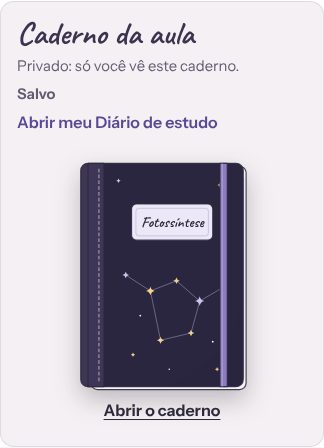 Caderno da aula
Privado: só você vê este caderno.
Salvo
Abrir meu Diário de estudo
Fotossíntese
Abrir o caderno